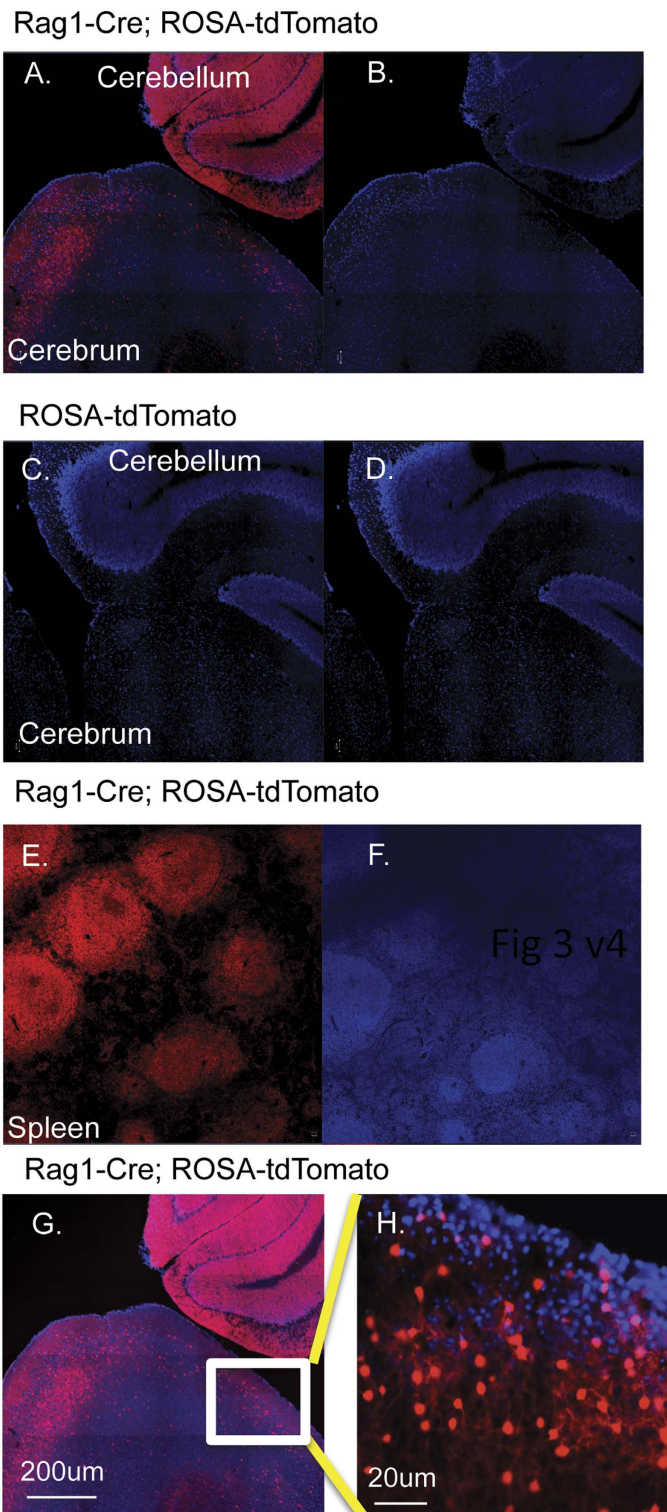 Rag1-Cre; ROSA-tdTomato
A. Cerebellum B.
Cerebrum
ROSA-tdTomato
C. Cerebellum D.
Cerebrum
Rag1-Cre; ROSA-tdTomato
E. F.
Fig 3 v4
Spleen
Rag1-Cre; ROSA-tdTomato
G. H.
200um 20um